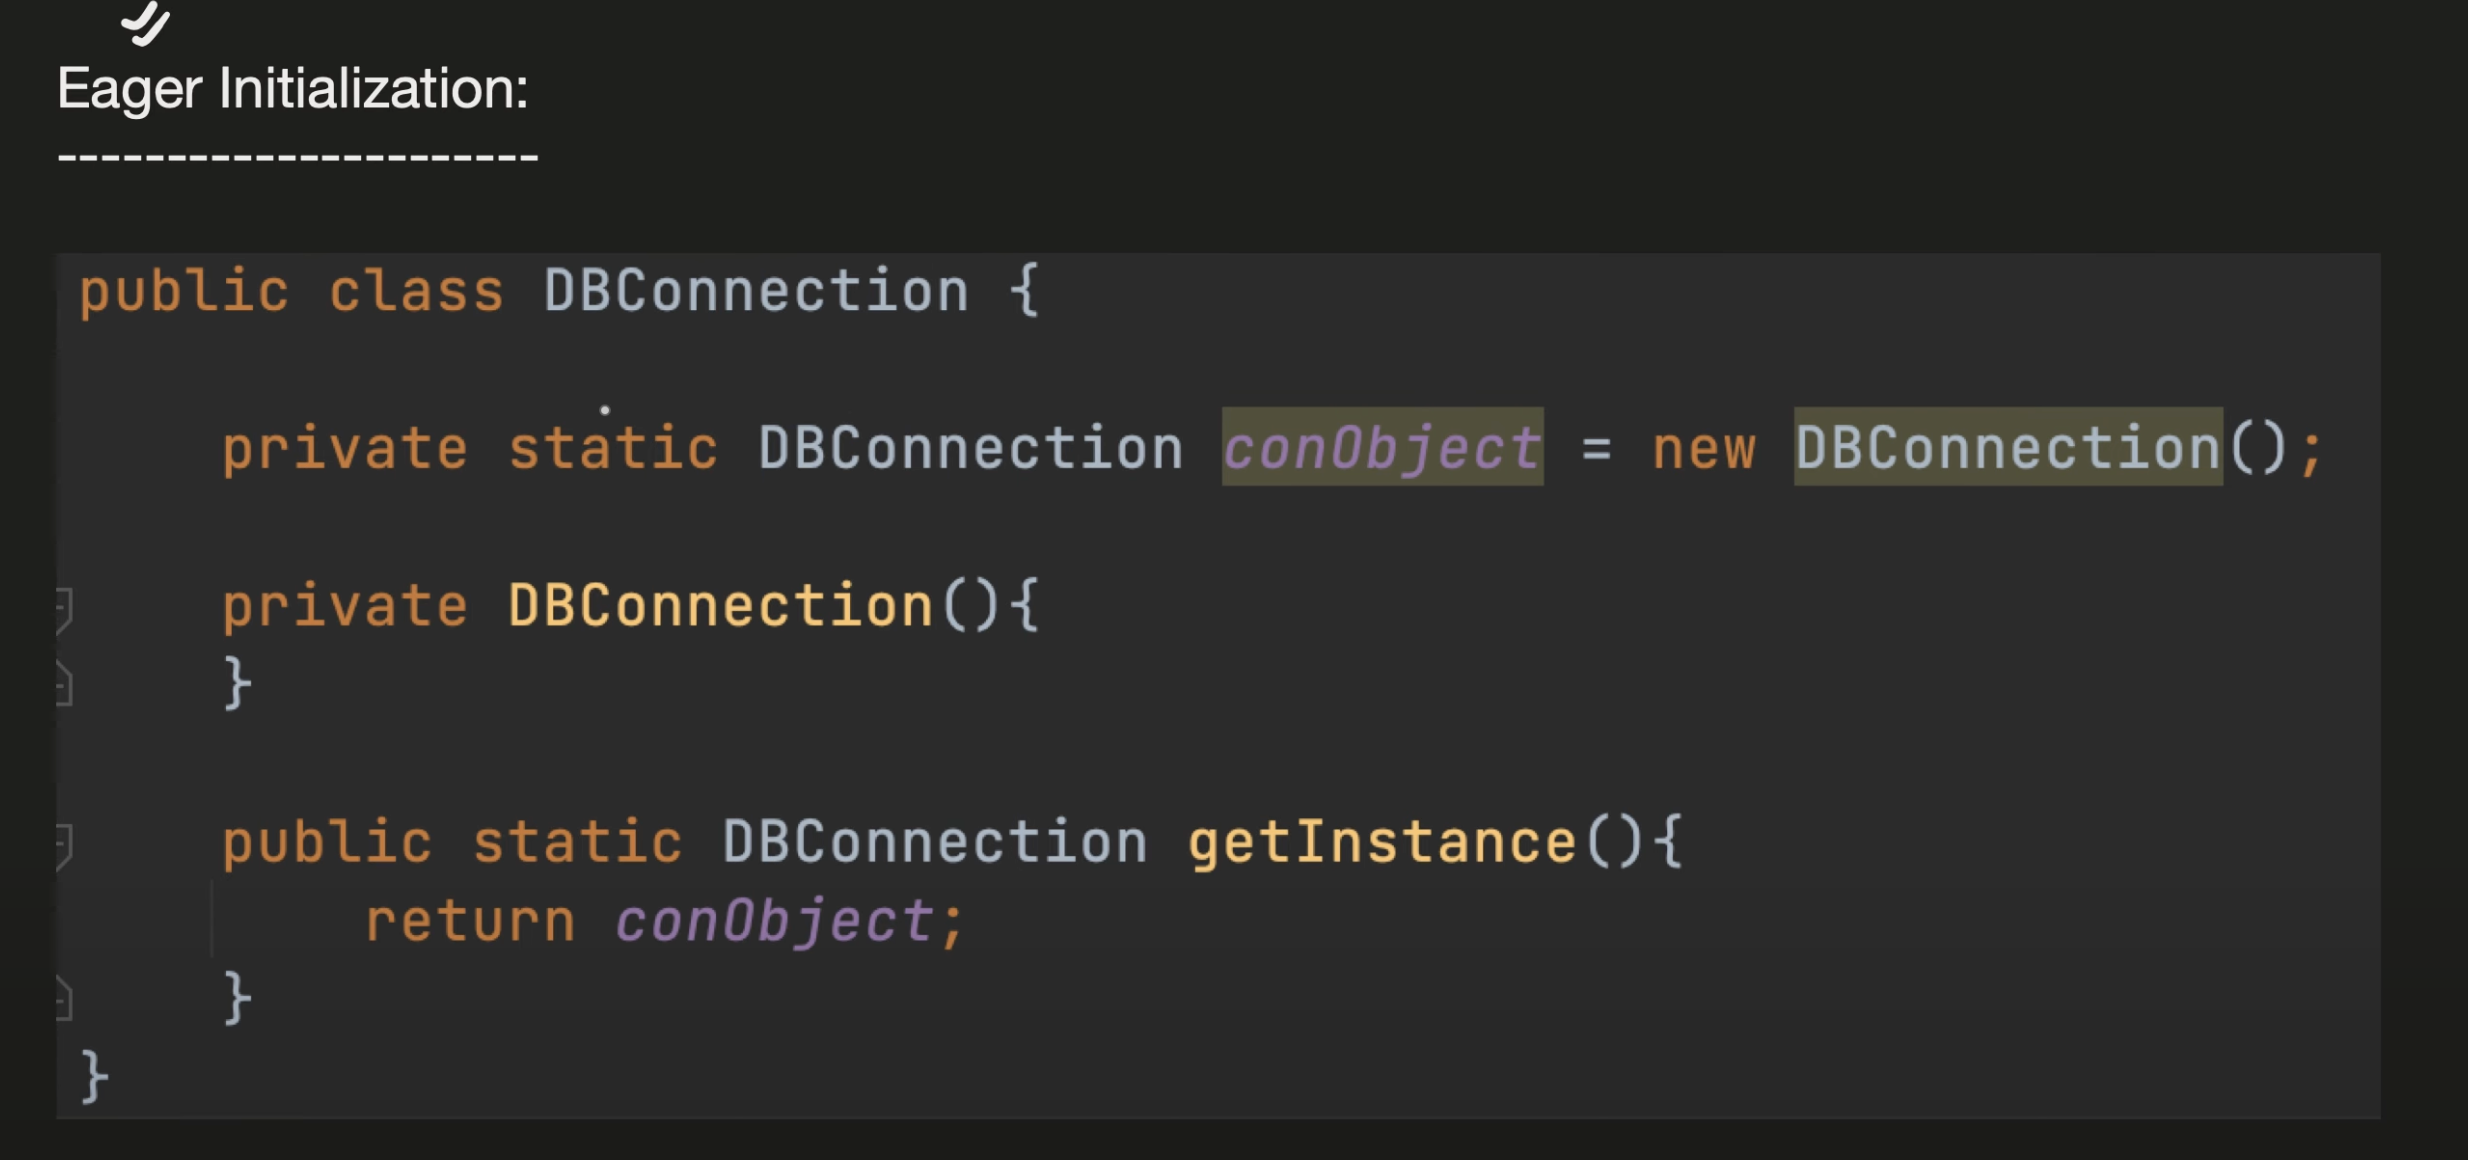 Eager Initialization:
----------------------
public class DBConnection {
private static DBConnection conObject = new DBConnection();
private DBConnection(){
}
public static DBConnection getInstance(){
return conObject;
}
}